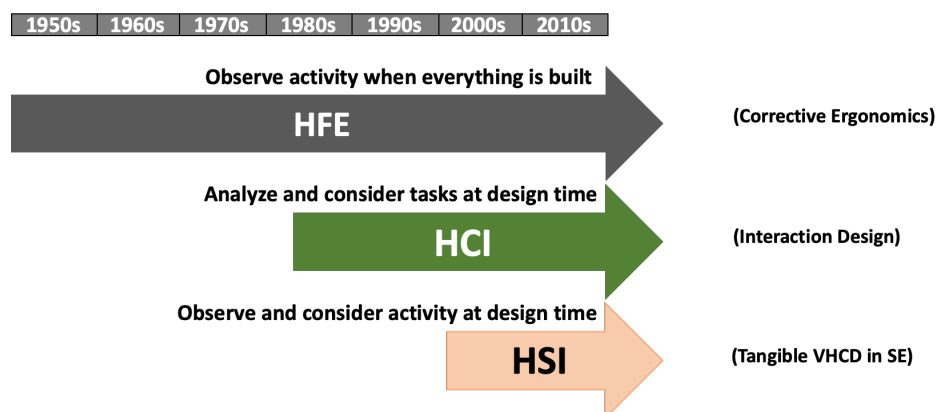 1950s 1960s 1970s 1980s 1990s 2000s 2010s
Observe activity when everything is built
HFE
(Corrective Ergonomics)
Analyze and consider tasks at design time
HCI
(Interaction Design)
Observe and consider activity at design time
HSI
(Tangible VHCD in SE)